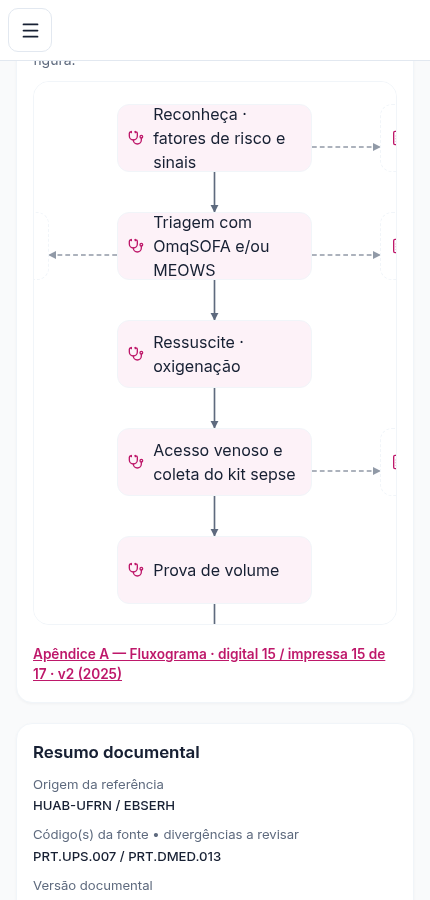 figura.
Reconheça ·
fatores de risco e
sinais
Triagem com
OmqSOFA e/ou
MEOWS
Ressuscite ·
oxigenação
Acesso venoso e
coleta do kit sepse
Prova de volume
Apêndice A — Fluxograma · digital 15 / impressa 15 de
17 · v2 (2025)
Resumo documental
Origem da referência
HUAB-UFRN / EBSERH
Código(s) da fonte • divergências a revisar
PRT.UPS.007 / PRT.DMED.013
Versão documental